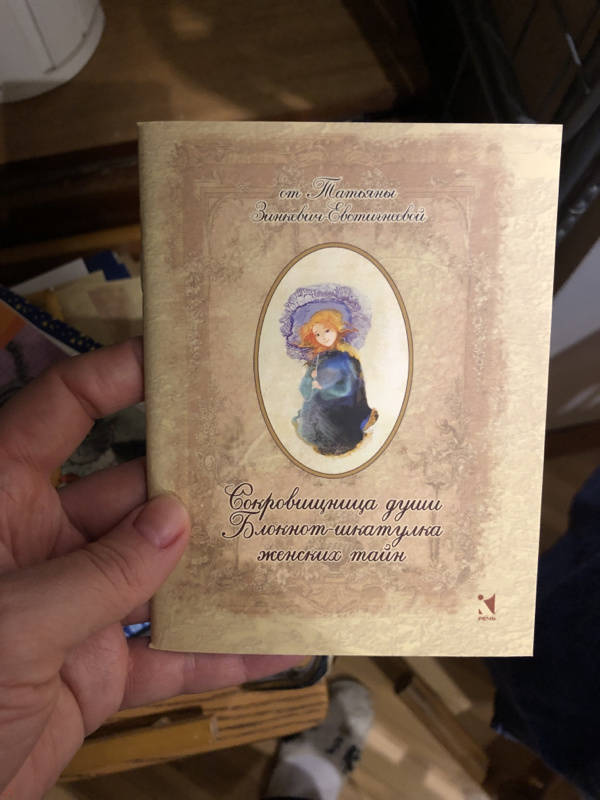 от Татьяны
Зинкевич-Евстигнеевой
Сокровищница души
Блокнот-шкатулка
женских тайн
РЕЧЬ